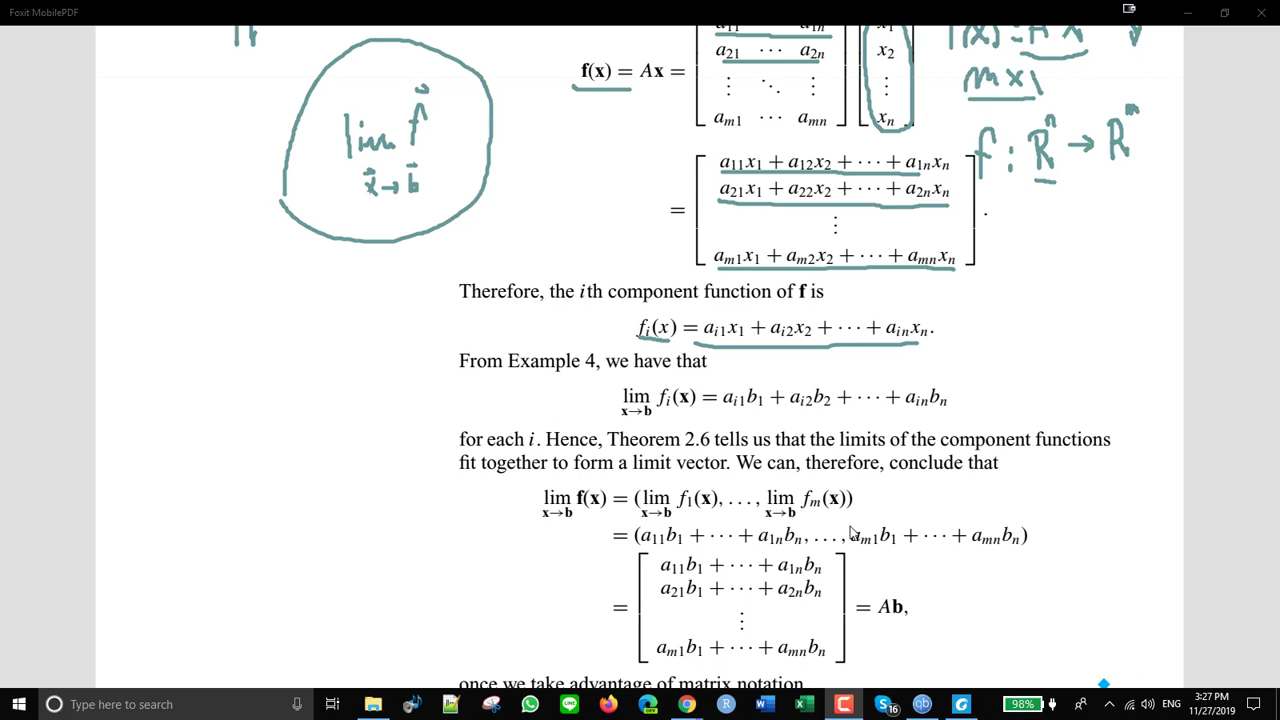 Foxit MobilePDF
a11 ⋯ a1n x1
a21 ⋯ a2n x2
f(x) = Ax =
⋮ ⋱ ⋮ ⋮
am1 ⋯ amn xn
f(x) = A x
m×1
f : Rⁿ → Rᵐ
lim f⃗
x⃗→b⃗
a11x1 + a12x2 + ⋯ + a1nxn
a21x1 + a22x2 + ⋯ + a2nxn
= ⋮ .
am1x1 + am2x2 + ⋯ + amnxn
Therefore, the ith component function of f is
fi(x) = ai1x1 + ai2x2 + ⋯ + ainxn.
From Example 4, we have that
lim fi(x) = ai1b1 + ai2b2 + ⋯ + ainbn
x→b
for each i. Hence, Theorem 2.6 tells us that the limits of the component functions
fit together to form a limit vector. We can, therefore, conclude that
lim f(x) = (lim f1(x), . . . , lim fm(x))
x→b x→b x→b
= (a11b1 + ⋯ + a1nbn, . . . , am1b1 + ⋯ + amnbn)
a11b1 + ⋯ + a1nbn
a21b1 + ⋯ + a2nbn
= ⋮ = Ab,
am1b1 + ⋯ + amnbn
once we take advantage of matrix notation
Type here to search
98%
ENG
3:27 PM
11/27/2019
16